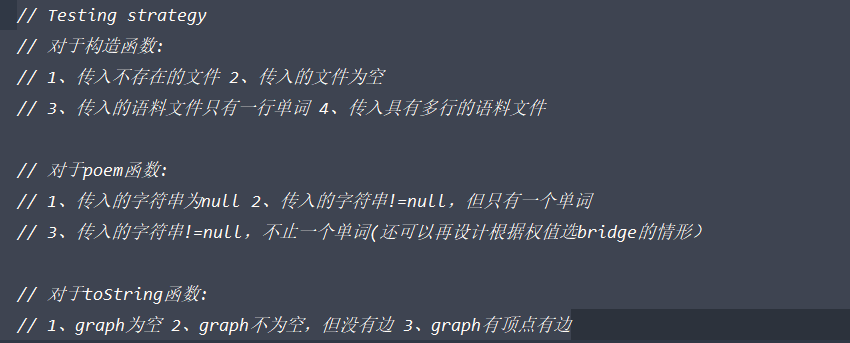 // Testing strategy
// 对于构造函数:
// 1、传入不存在的文件 2、传入的文件为空
// 3、传入的语料文件只有一行单词 4、传入具有多行的语料文件
// 对于poem函数:
// 1、传入的字符串为null 2、传入的字符串!=null，但只有一个单词
// 3、传入的字符串!=null，不止一个单词(还可以再设计根据权值选bridge的情形）
// 对于toString函数:
// 1、graph为空 2、graph不为空，但没有边 3、graph有顶点有边